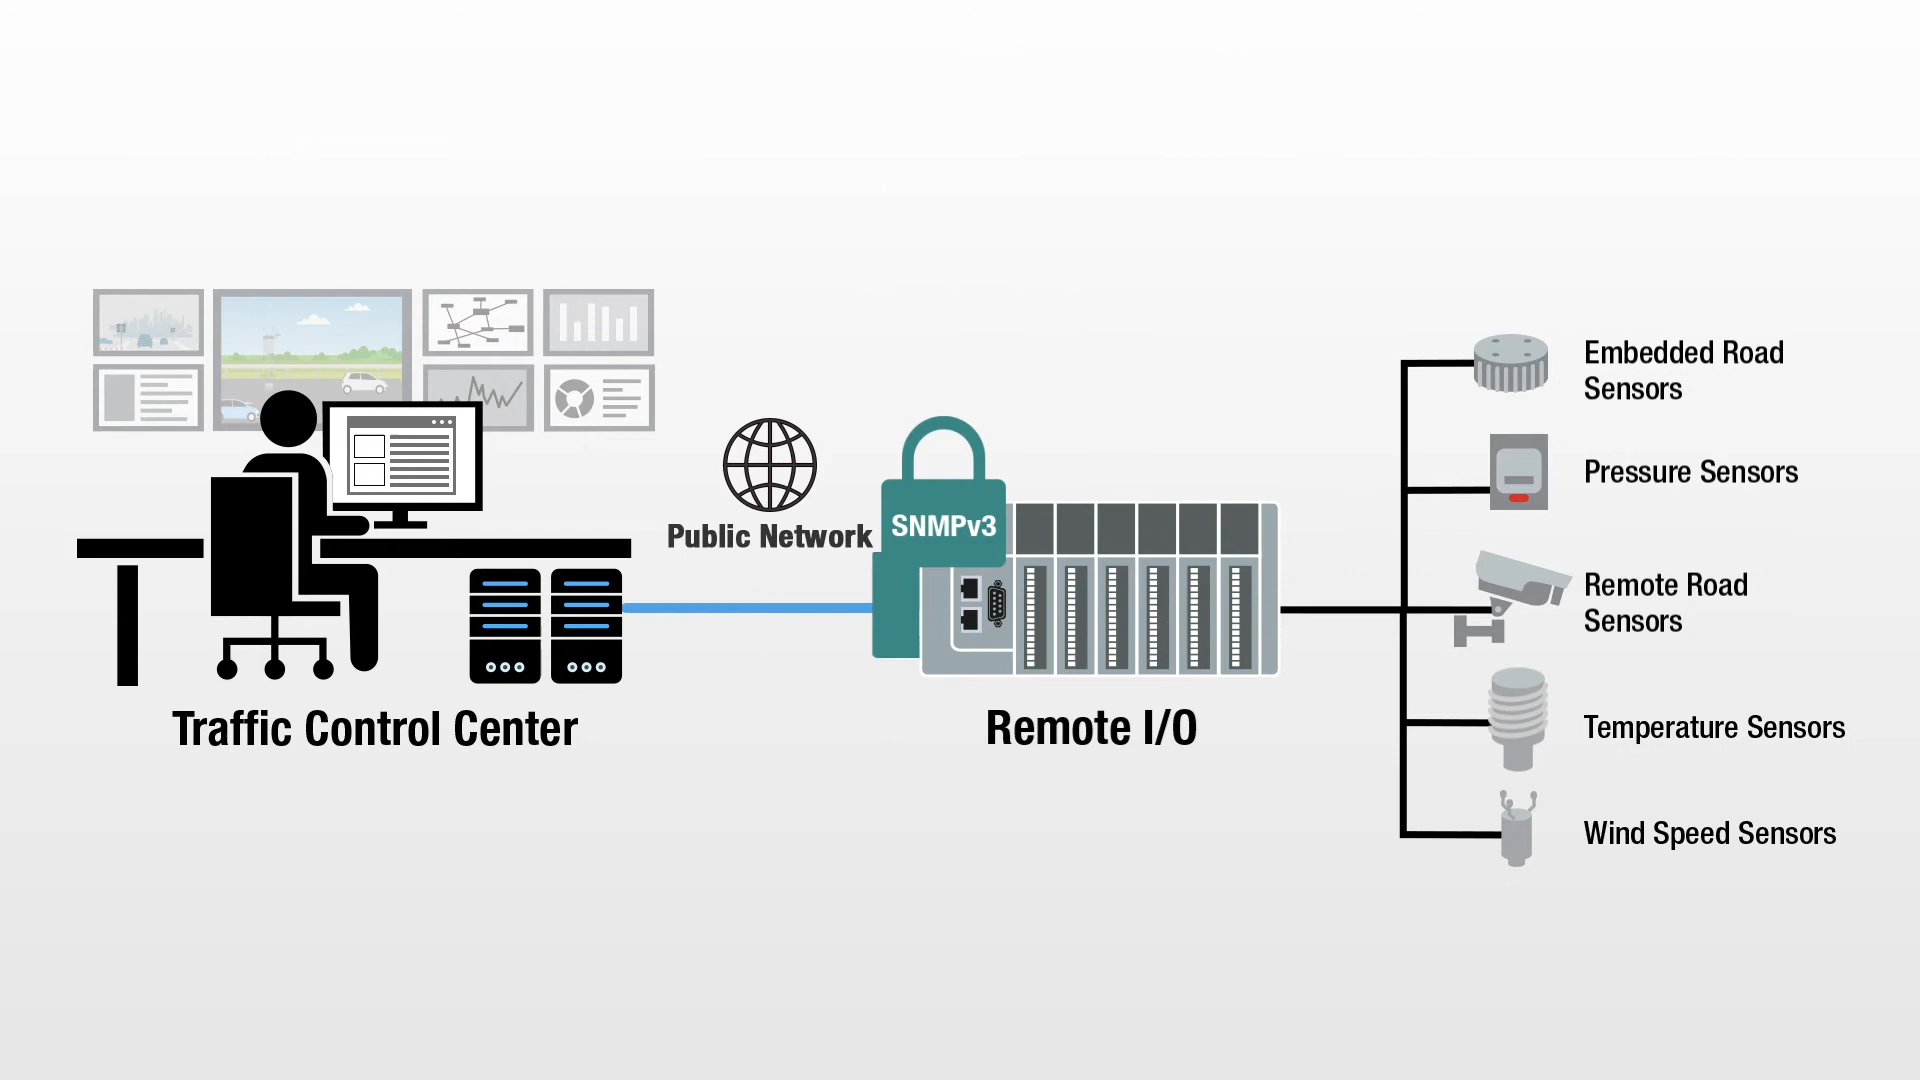 Public Network
SNMPv3
Traffic Control Center
Remote I/O
Embedded Road
Sensors
Pressure Sensors
Remote Road
Sensors
Temperature Sensors
Wind Speed Sensors